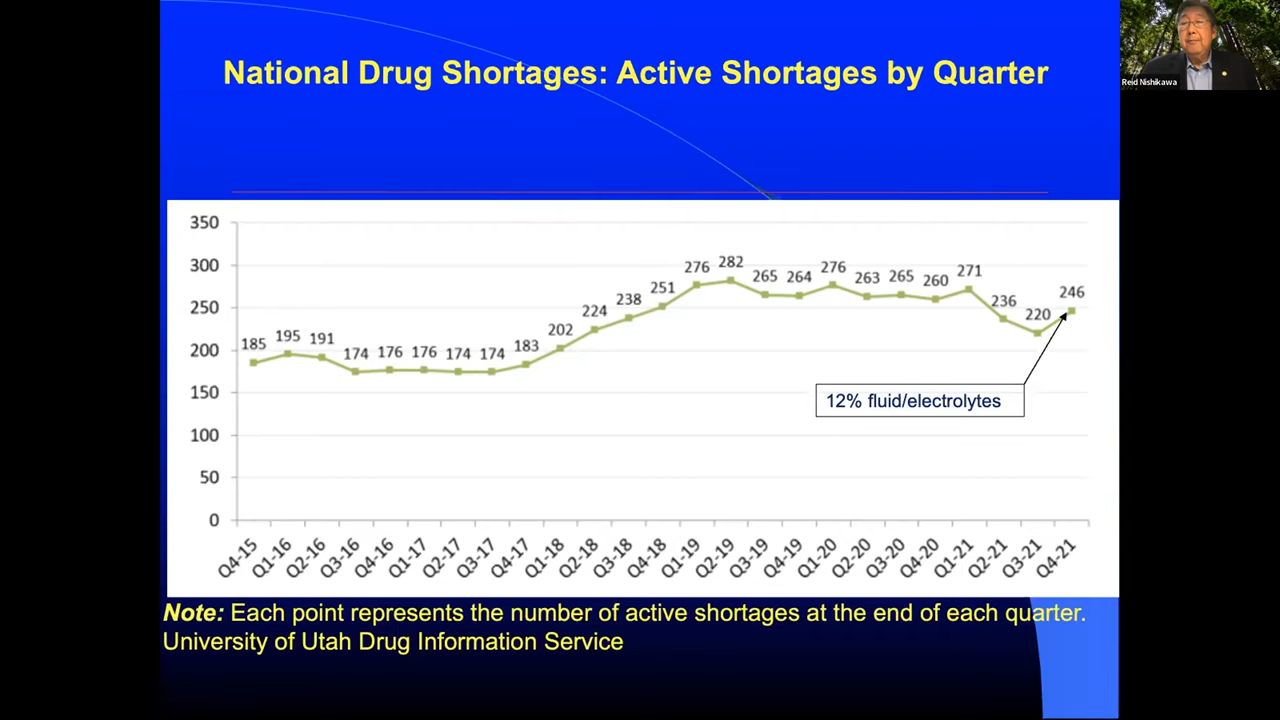 National Drug Shortages: Active Shortages by Quarter
Reid Nishikawa
350
300
250
200
150
100
50
0
185
195
191
174
176
176
174
174
183
202
224
238
251
276
282
265
264
276
263
265
260
271
236
220
246
12% fluid/electrolytes
Q4-15
Q1-16
Q2-16
Q3-16
Q4-16
Q1-17
Q2-17
Q3-17
Q4-17
Q1-18
Q2-18
Q3-18
Q4-18
Q1-19
Q2-19
Q3-19
Q4-19
Q1-20
Q2-20
Q3-20
Q4-20
Q1-21
Q2-21
Q3-21
Q4-21
Note: Each point represents the number of active shortages at the end of each quarter.
University of Utah Drug Information Service